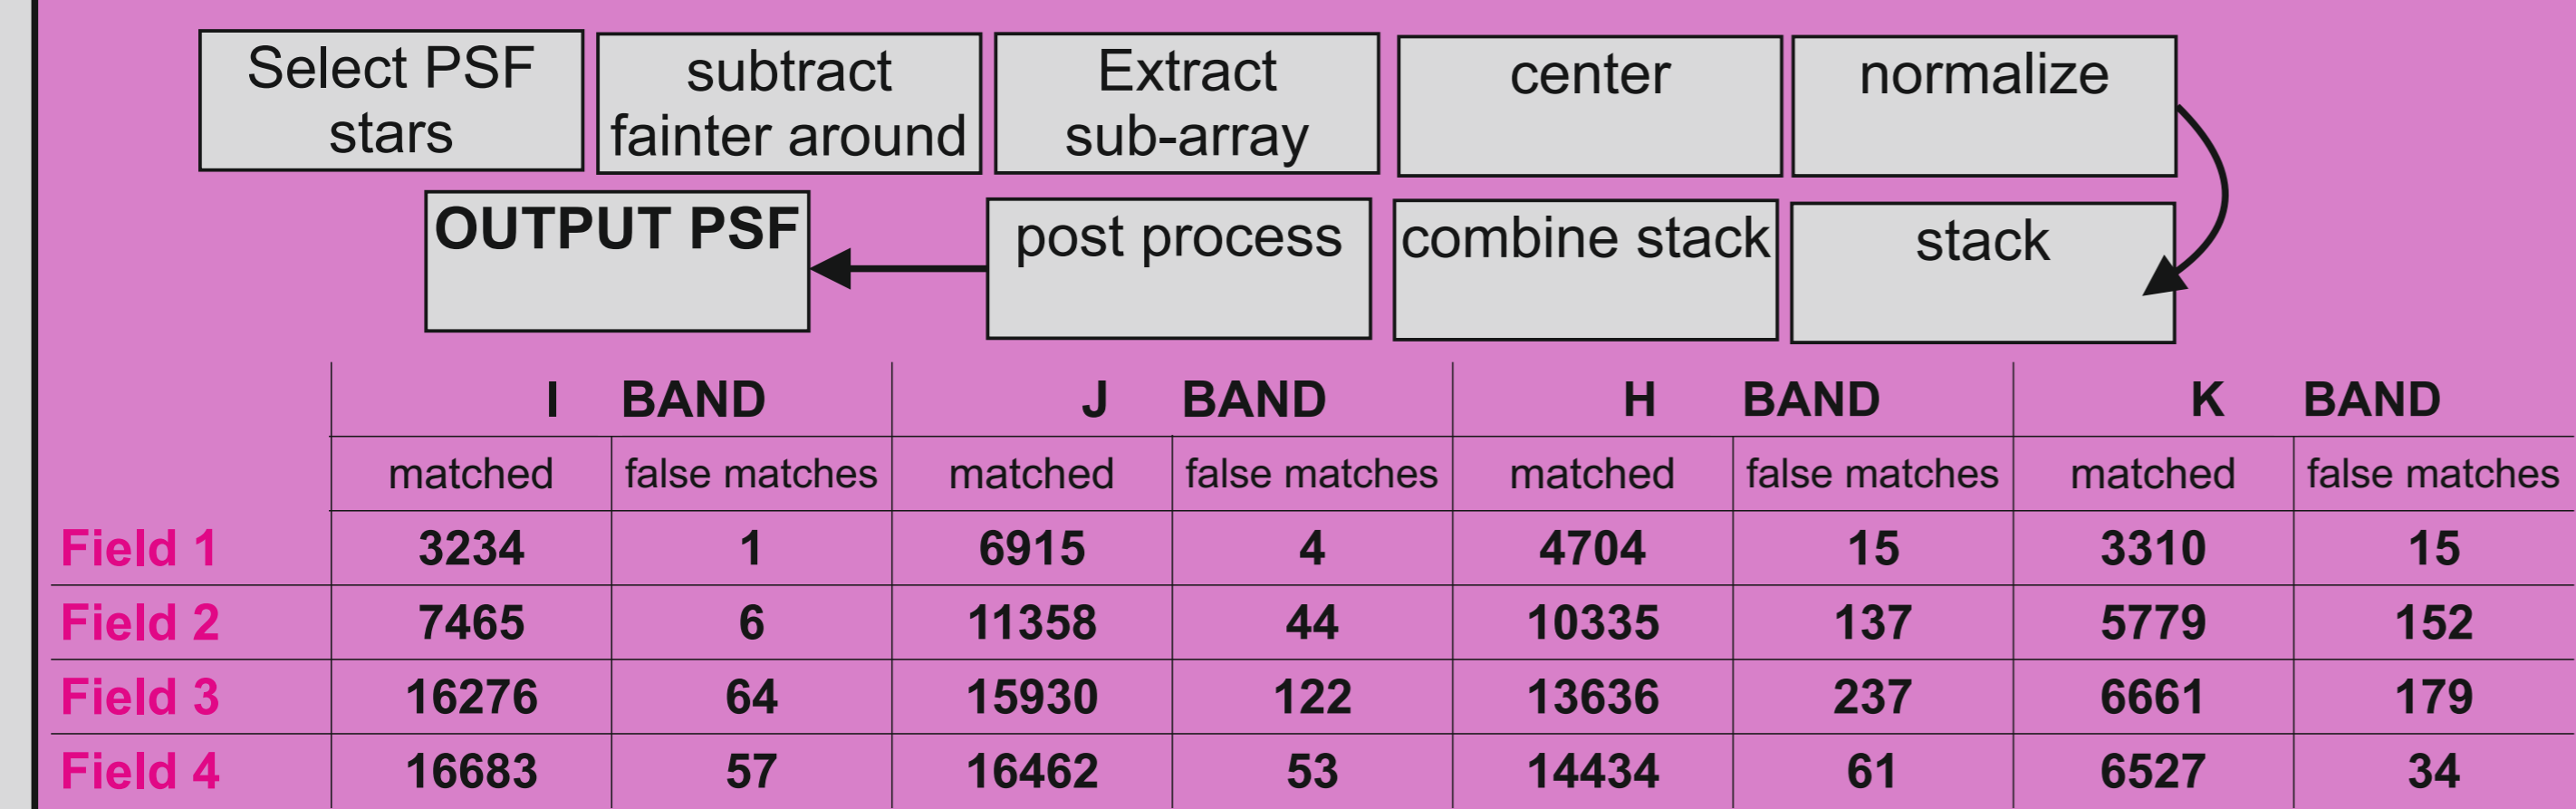 Select PSF
stars
subtract
fainter around
Extract
sub-array
center
normalize
OUTPUT PSF
post process
combine stack
stack
I BAND J BAND H BAND K BAND
matched false matches matched false matches matched false matches matched false matches
Field 1 3234 1 6915 4 4704 15 3310 15
Field 2 7465 6 11358 44 10335 137 5779 152
Field 3 16276 64 15930 122 13636 237 6661 179
Field 4 16683 57 16462 53 14434 61 6527 34